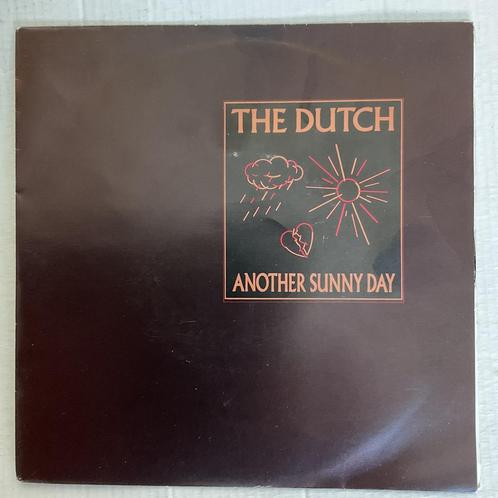 THE DUTCH
ANOTHER SUNNY DAY